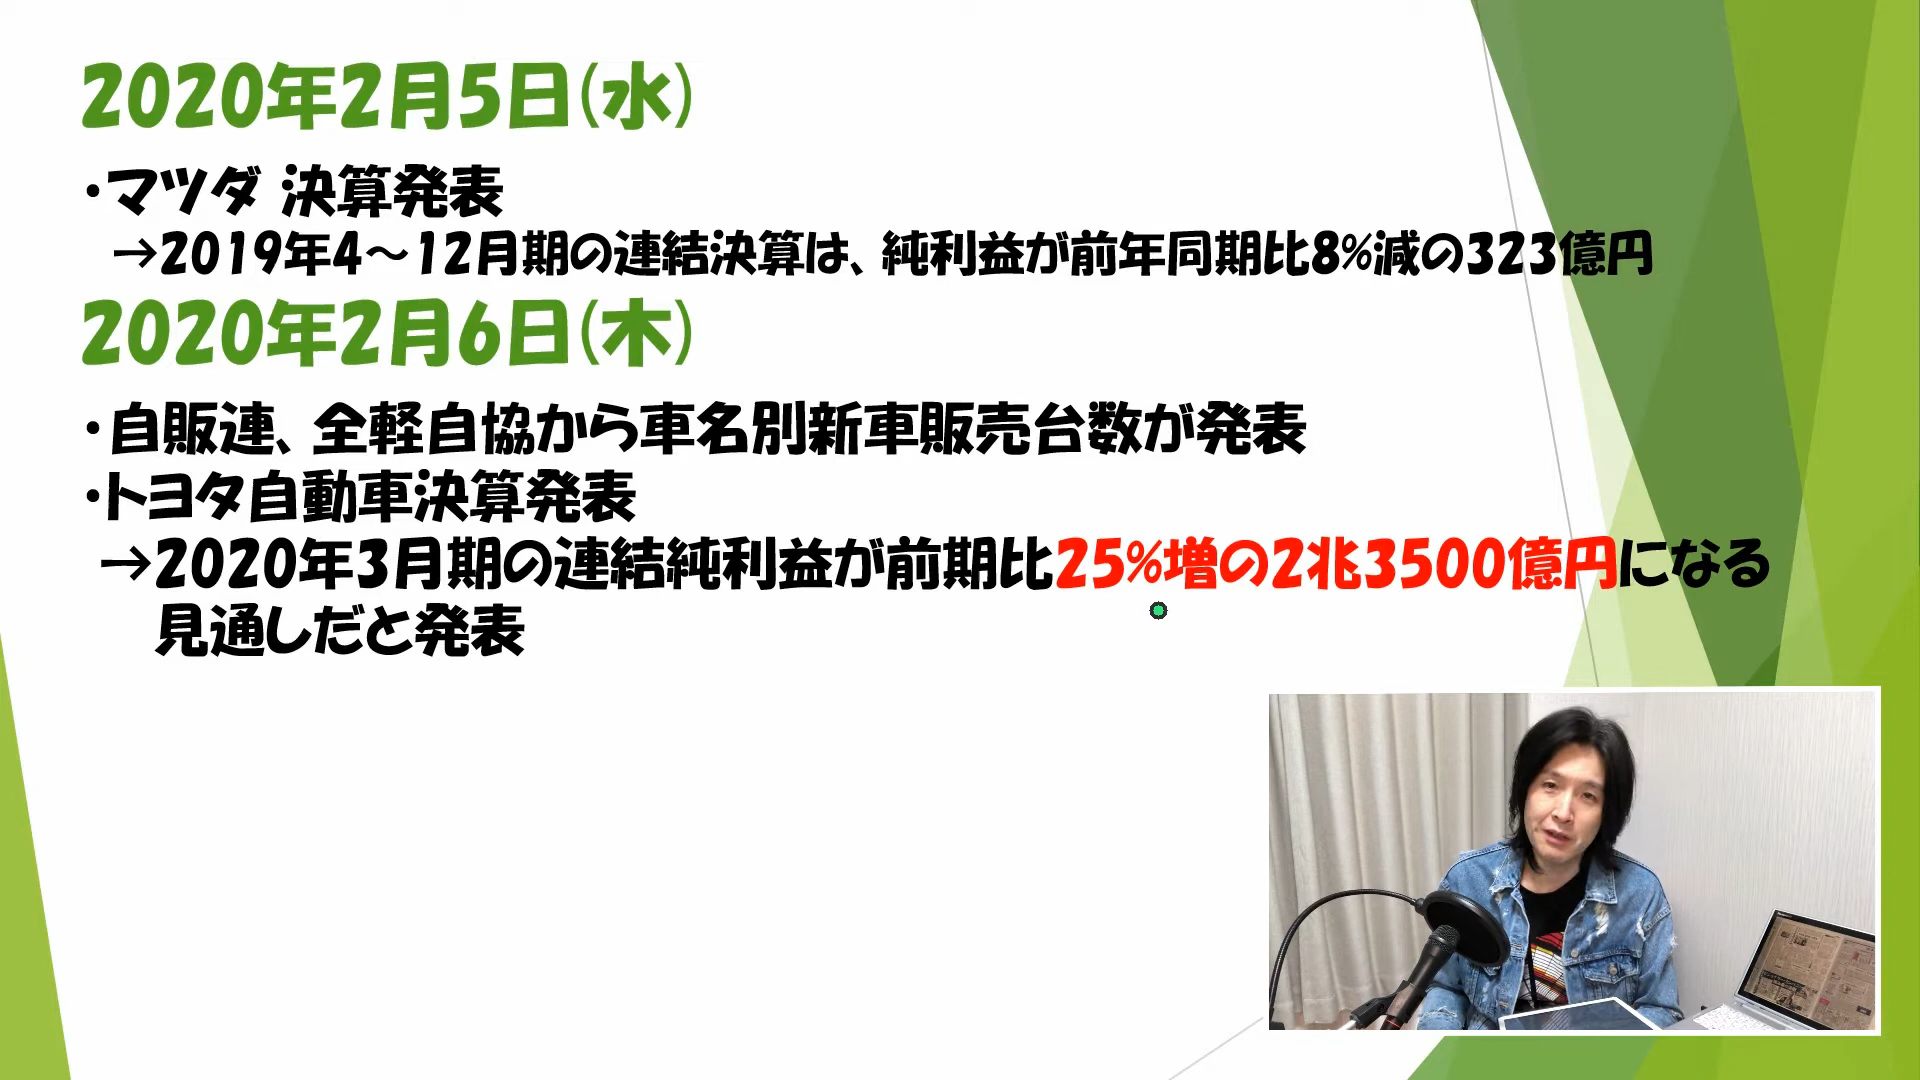 2020年2月5日(水)
・マツダ 決算発表
→2019年4～12月期の連結決算は、純利益が前年同期比8%減の323億円
2020年2月6日(木)
・自販連、全軽自協から車名別新車販売台数が発表
・トヨタ自動車決算発表
→2020年3月期の連結純利益が前期比25%増の2兆3500億円になる
見通しだと発表